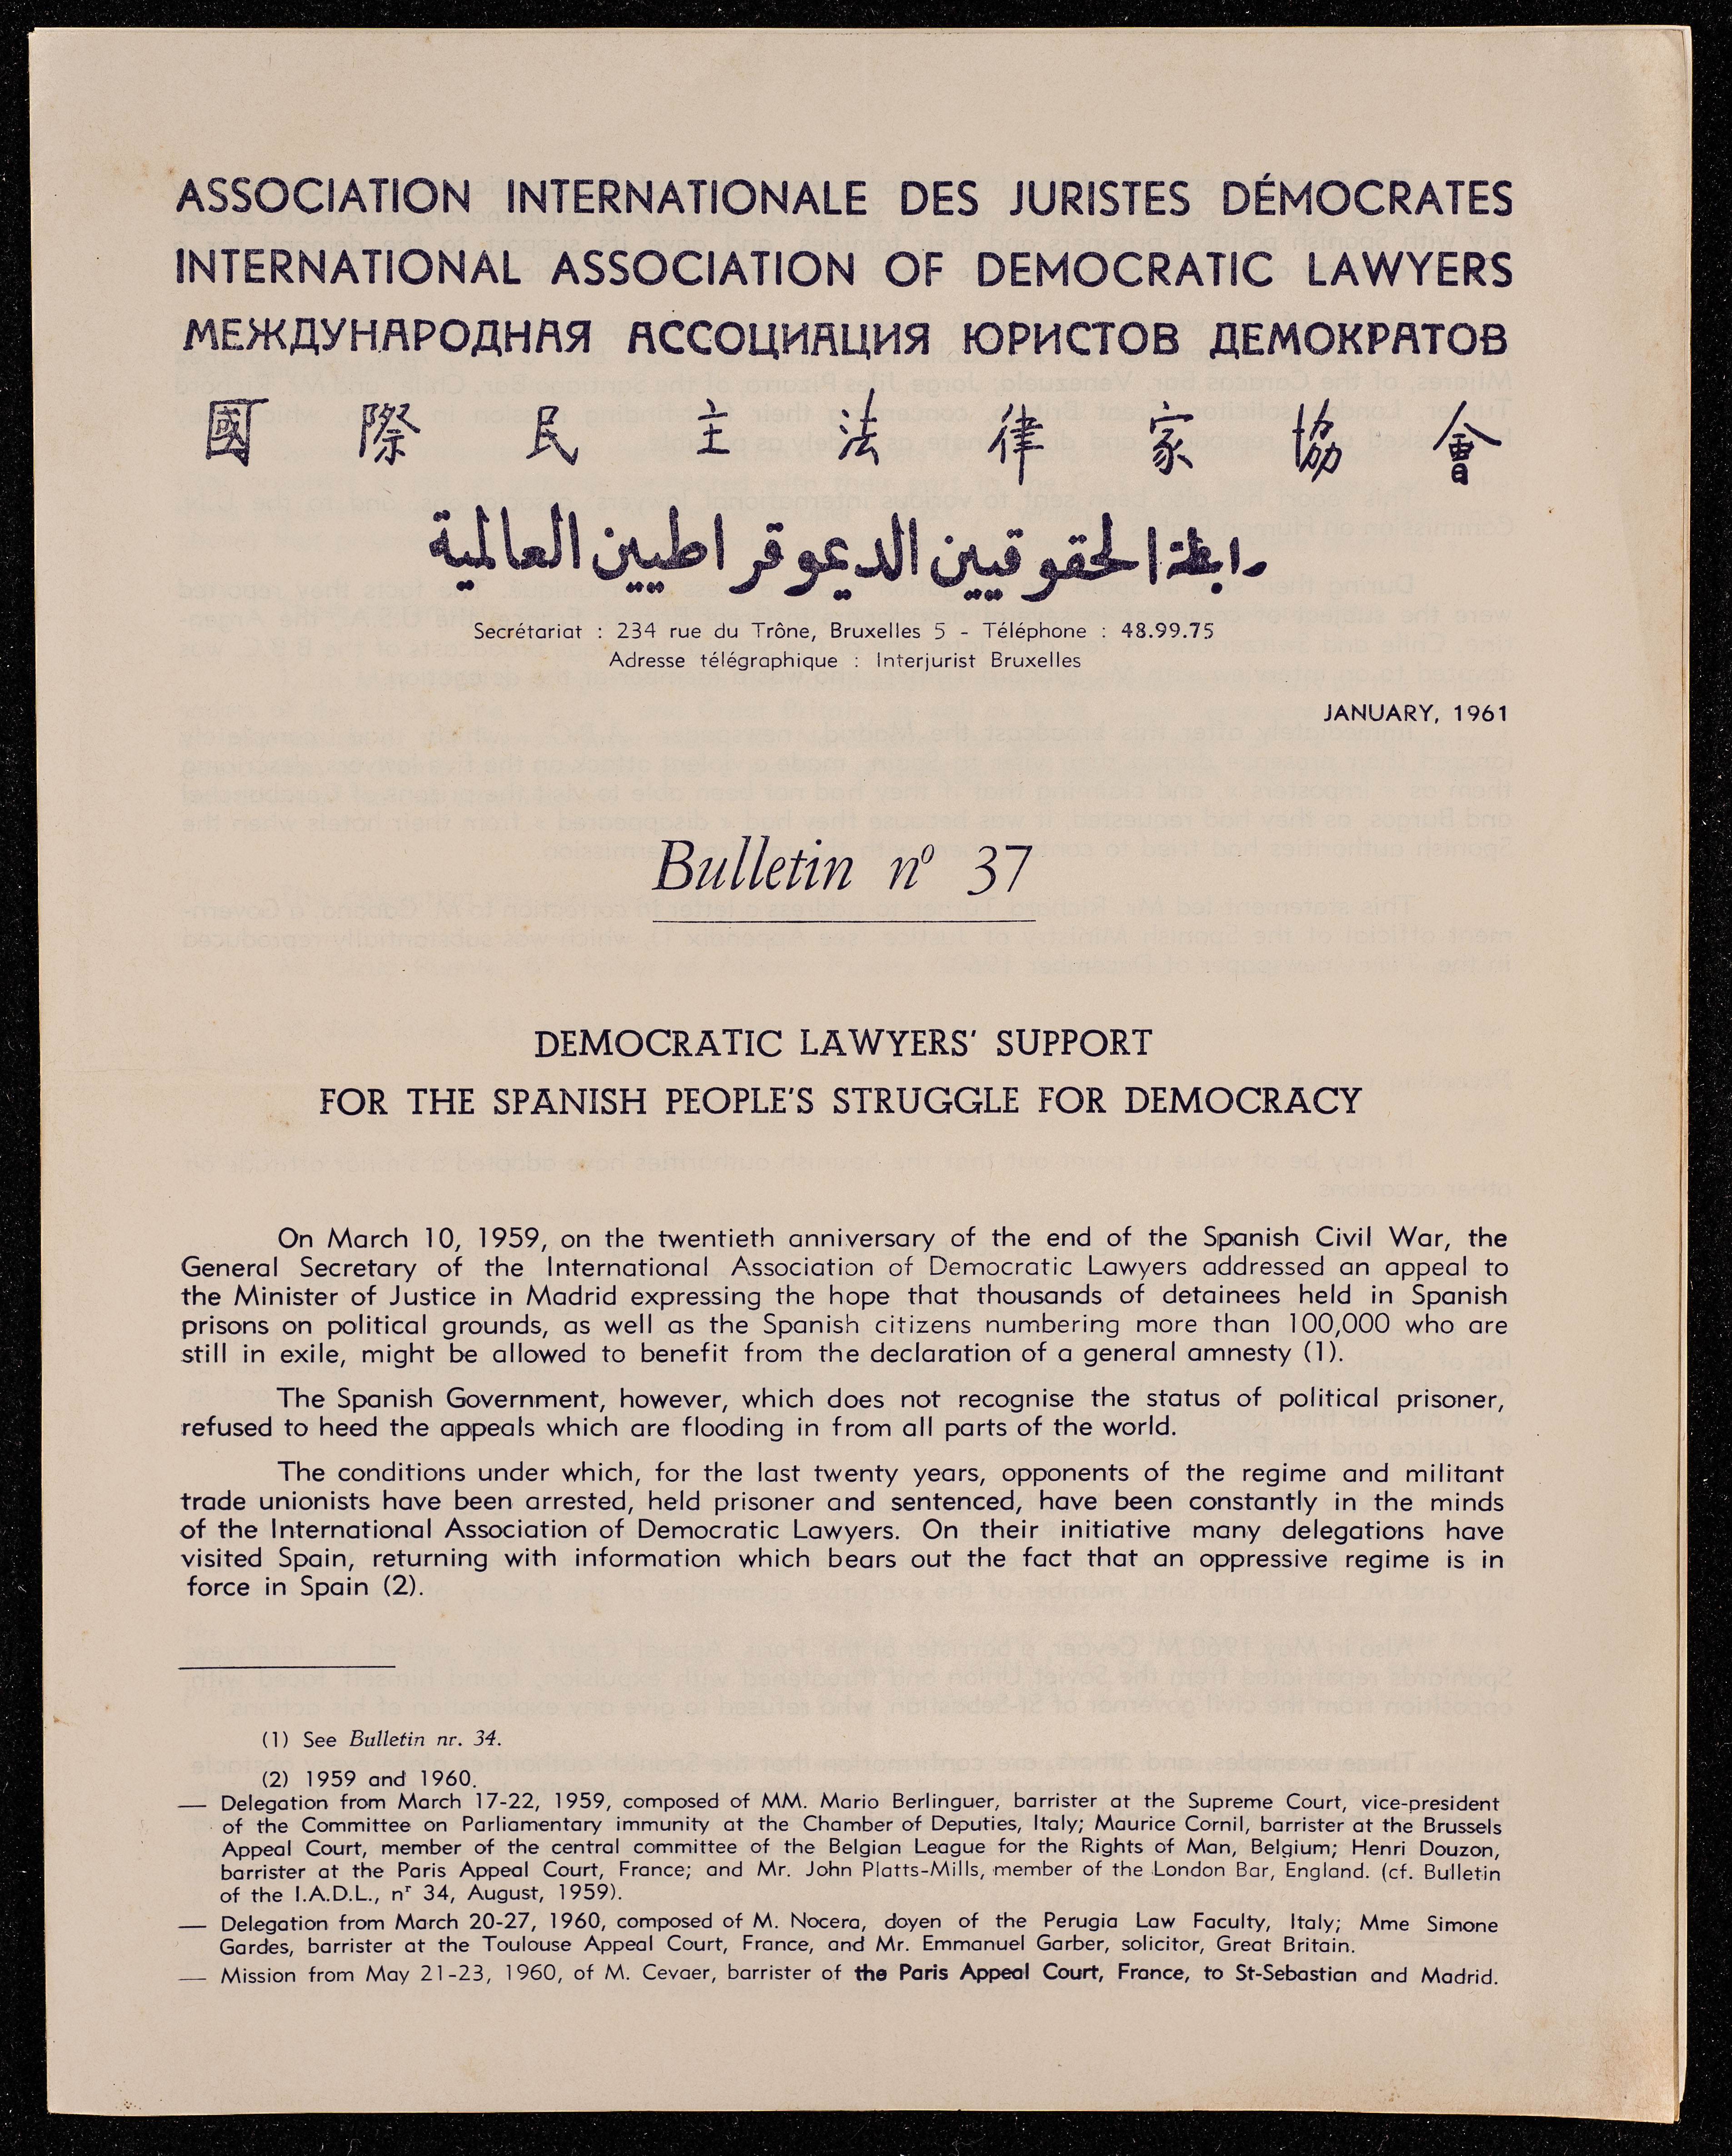 ASSOCIATION INTERNATIONALE DES JURISTES DÉMOCRATES
INTERNATIONAL ASSOCIATION OF DEMOCRATIC LAWYERS
МЕЖДУНАРОДНАЯ АССОЦИАЦИЯ ЮРИСТОВ ДЕМОКРАТОВ
國 際 民 主 法 律 家 協 會
رابطة الحقوقيين الديموقراطيين العالمية
Secrétariat : 234 rue du Trône, Bruxelles 5 - Téléphone : 48.99.75
Adresse télégraphique : Interjurist Bruxelles
JANUARY, 1961
Bulletin nº 37
DEMOCRATIC LAWYERS' SUPPORT
FOR THE SPANISH PEOPLE'S STRUGGLE FOR DEMOCRACY
On March 10, 1959, on the twentieth anniversary of the end of the Spanish Civil War, the
General Secretary of the International Association of Democratic Lawyers addressed an appeal to
the Minister of Justice in Madrid expressing the hope that thousands of detainees held in Spanish
prisons on political grounds, as well as the Spanish citizens numbering more than 100,000 who are
still in exile, might be allowed to benefit from the declaration of a general amnesty (1).
The Spanish Government, however, which does not recognise the status of political prisoner,
refused to heed the appeals which are flooding in from all parts of the world.
The conditions under which, for the last twenty years, opponents of the regime and militant
trade unionists have been arrested, held prisoner and sentenced, have been constantly in the minds
of the International Association of Democratic Lawyers. On their initiative many delegations have
visited Spain, returning with information which bears out the fact that an oppressive regime is in
force in Spain (2).
(1) See Bulletin nr. 34.
(2) 1959 and 1960.
— Delegation from March 17-22, 1959, composed of MM. Mario Berlinguer, barrister at the Supreme Court, vice-president
of the Committee on Parliamentary immunity at the Chamber of Deputies, Italy; Maurice Cornil, barrister at the Brussels
Appeal Court, member of the central committee of the Belgian League for the Rights of Man, Belgium; Henri Douzon,
barrister at the Paris Appeal Court, France; and Mr. John Platts-Mills, member of the London Bar, England. (cf. Bulletin
of the I.A.D.L., nʳ 34, August, 1959).
— Delegation from March 20-27, 1960, composed of M. Nocera, doyen of the Perugia Law Faculty, Italy; Mme Simone
Gardes, barrister at the Toulouse Appeal Court, France, and Mr. Emmanuel Garber, solicitor, Great Britain.
— Mission from May 21-23, 1960, of M. Cevaer, barrister of the Paris Appeal Court, France, to St-Sebastian and Madrid.